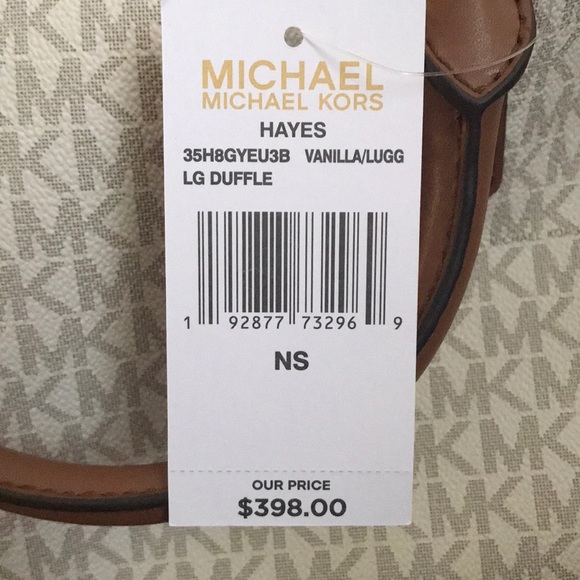 MICHAEL
MICHAEL KORS
HAYES
35H8GYEU3B VANILLA/LUGG
LG DUFFLE
1 92877 73296 9
NS
OUR PRICE
$398.00